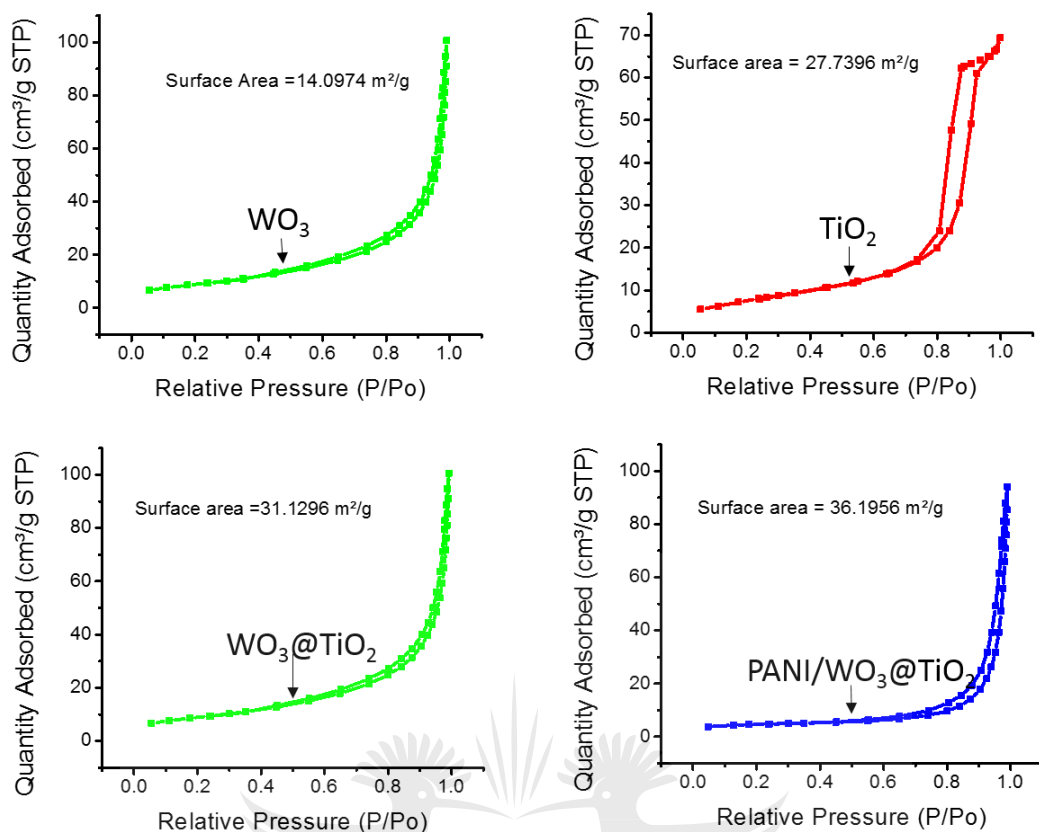 Quantity Adsorbed (cm³/g STP)
100
80
60
40
20
0
Surface Area =14.0974 m²/g
WO₃
0.0 0.2 0.4 0.6 0.8 1.0
Relative Pressure (P/Po)
Quantity Adsorbed (cm³/g STP)
70
60
50
40
30
20
10
0
Surface area = 27.7396 m²/g
TiO₂
0.0 0.2 0.4 0.6 0.8 1.0
Relative Pressure (P/Po)
Quantity Adsorbed (cm³/g STP)
100
80
60
40
20
0
Surface area =31.1296 m²/g
WO₃@TiO₂
0.0 0.2 0.4 0.6 0.8 1.0
Relative Pressure (P/Po)
Quantity Adsorbed (cm³/g STP)
100
80
60
40
20
0
Surface area = 36.1956 m²/g
PANI/WO₃@TiO₂
0.0 0.2 0.4 0.6 0.8 1.0
Relative Pressure (P/Po)